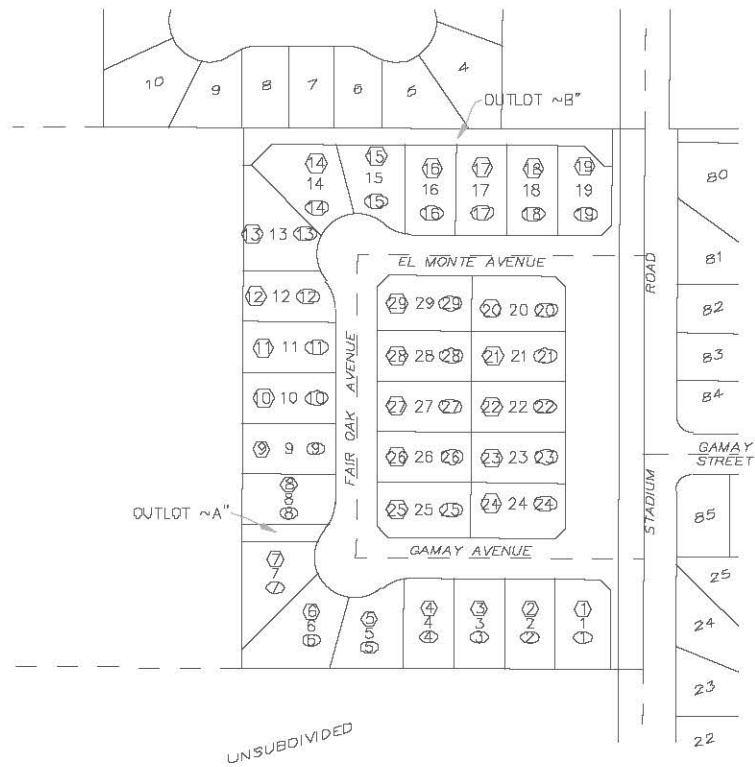 10
9
8
7
6
5
4
OUTLOT ~B"
14
15
16
17
18
19
14
15
16
17
18
19
14
15
16
17
18
19
80
81
82
83
84
13 13 13
12 12 12
11 11 11
10 10 10
9 9 9
8
8
8
OUTLOT ~A"
7
7
7
6
6
6
5
5
5
4
4
4
3
3
3
2
2
2
1
1
1
EL MONTE AVENUE
FAIR OAK AVENUE
29 29 29
20 20 20
28 28 28
21 21 21
27 27 27
22 22 22
26 26 26
23 23 23
25 25 25
24 24 24
GAMAY AVENUE
STADIUM ROAD
GAMAY
STREET
85
25
24
23
22
UNSUBDIVIDED